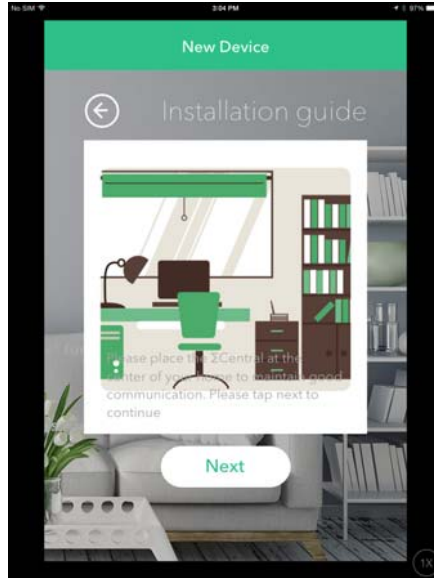 No SIM
3:04 PM
97%
New Device
Installation guide
Please place the ΣCentral at the
center of your home to maintain good
communication. Please tap next to
continue
Next
1X